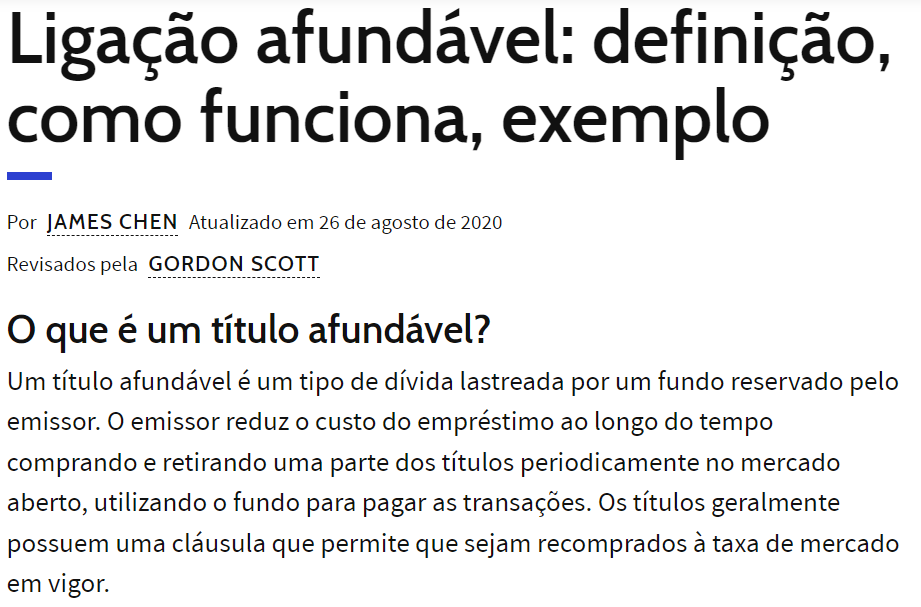 Ligação afundável: definição,
como funciona, exemplo
Por JAMES CHEN Atualizado em 26 de agosto de 2020
Revisados pela GORDON SCOTT
O que é um título afundável?
Um título afundável é um tipo de dívida lastreada por um fundo reservado pelo
emissor. O emissor reduz o custo do empréstimo ao longo do tempo
comprando e retirando uma parte dos títulos periodicamente no mercado
aberto, utilizando o fundo para pagar as transações. Os títulos geralmente
possuem uma cláusula que permite que sejam recomprados à taxa de mercado
em vigor.